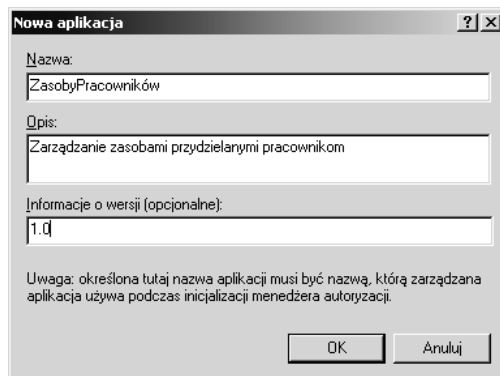 Nowa aplikacja
Nazwa:
ZasobyPracowników
Opis:
Zarządzanie zasobami przydzielanymi pracownikom
Informacje o wersji (opcjonalne):
1.0
Uwaga: określona tutaj nazwa aplikacji musi być nazwą, którą zarządzana
aplikacja używa podczas inicjalizacji menedżera autoryzacji.
OK Anuluj